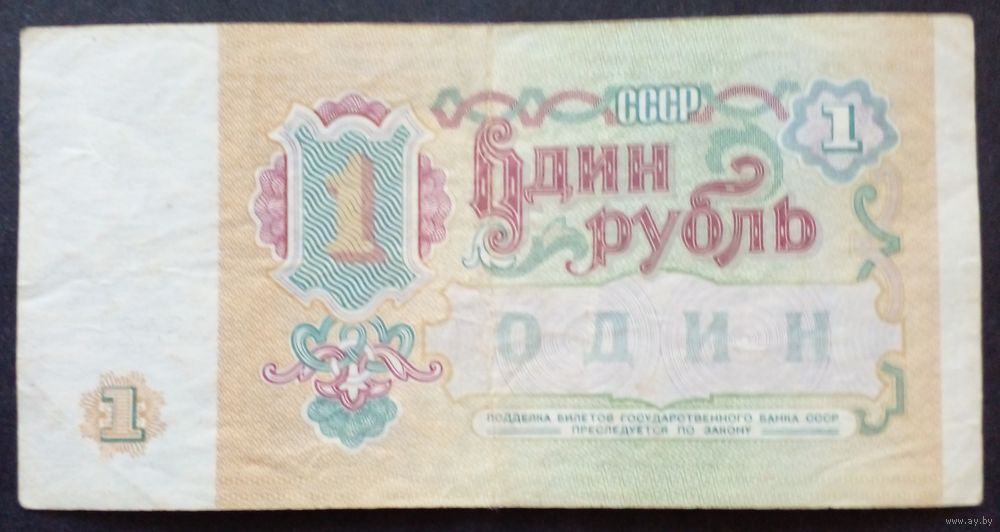 СССР
1
1
Один
рубль
ОДИН
1
ПОДДЕЛКА БИЛЕТОВ ГОСУДАРСТВЕННОГО БАНКА СССР
ПРЕСЛЕДУЕТСЯ ПО ЗАКОНУ
www.ay.by